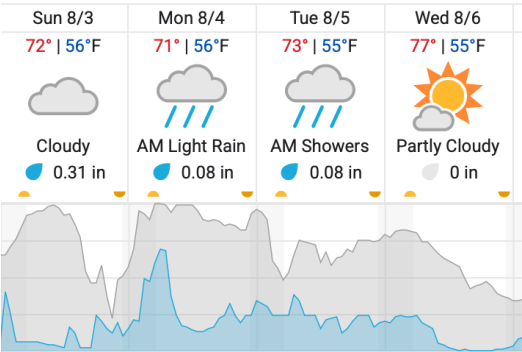 Sun 8/3 Mon 8/4 Tue 8/5 Wed 8/6
72° | 56°F 71° | 56°F 73° | 55°F 77° | 55°F
Cloudy AM Light Rain AM Showers Partly Cloudy
0.31 in 0.08 in 0.08 in 0 in